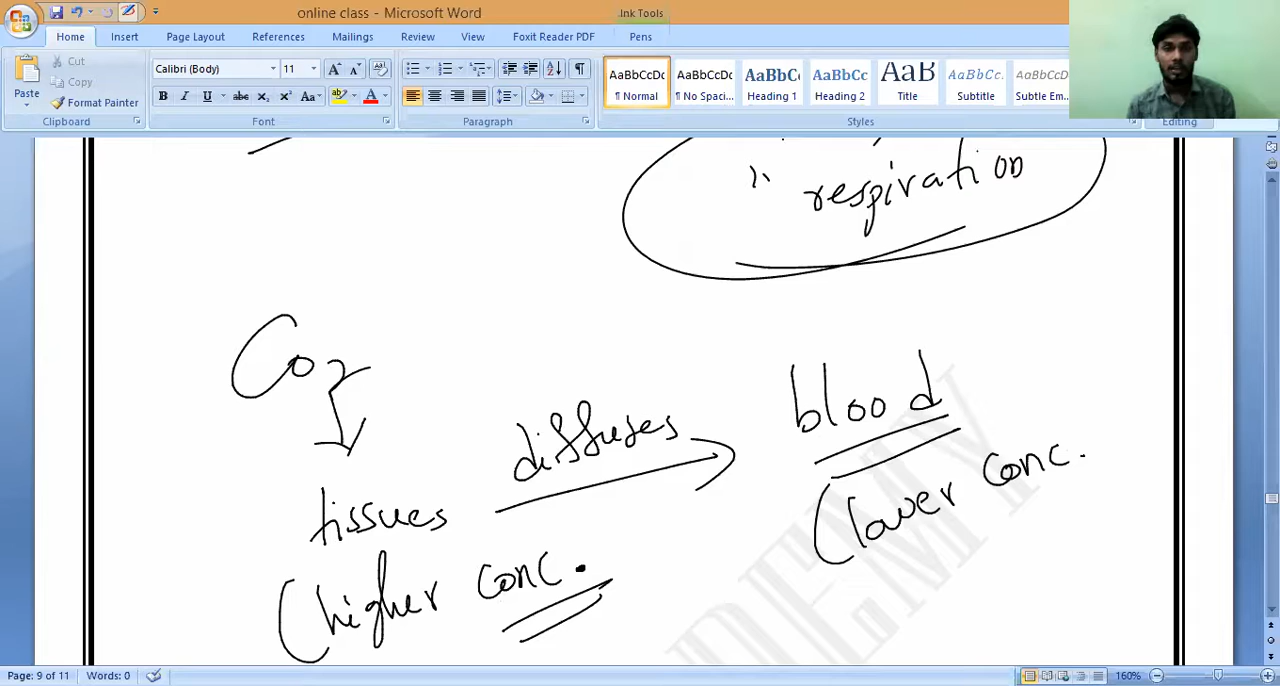 online class - Microsoft Word
Ink Tools
Home
Insert
Page Layout
References
Mailings
Review
View
Foxit Reader PDF
Pens
Paste
Cut
Copy
Format Painter
Clipboard
Calibri (Body)
11
Font
Paragraph
AaBbCcDc
¶ Normal
AaBbCcDc
¶ No Spaci...
AaBbC
Heading 1
AaBbCc
Heading 2
AaB
Title
AaBbCc.
Subtitle
AaBbCcDc
Subtle Em...
Styles
Editing
respiration
Co2
diffuses
blood
tissues
(lower conc.
(higher conc.
DEMY
Page: 9 of 11
Words: 0
160%